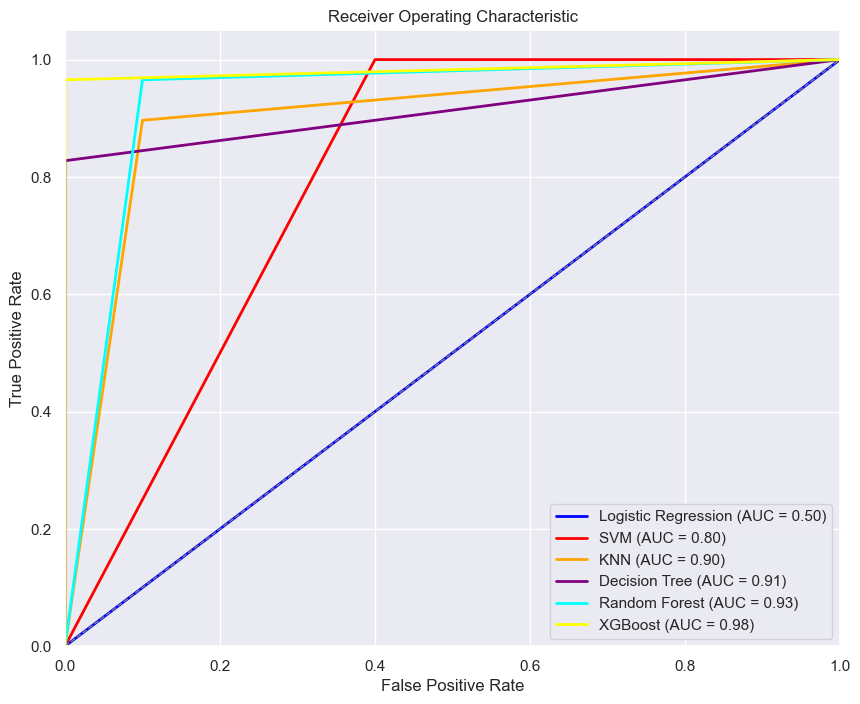 Receiver Operating Characteristic
1.0
0.8
0.6
0.4
0.2
0.0
True Positive Rate
Logistic Regression (AUC = 0.50)
SVM (AUC = 0.80)
KNN (AUC = 0.90)
Decision Tree (AUC = 0.91)
Random Forest (AUC = 0.93)
XGBoost (AUC = 0.98)
0.0 0.2 0.4 0.6 0.8 1.0
False Positive Rate